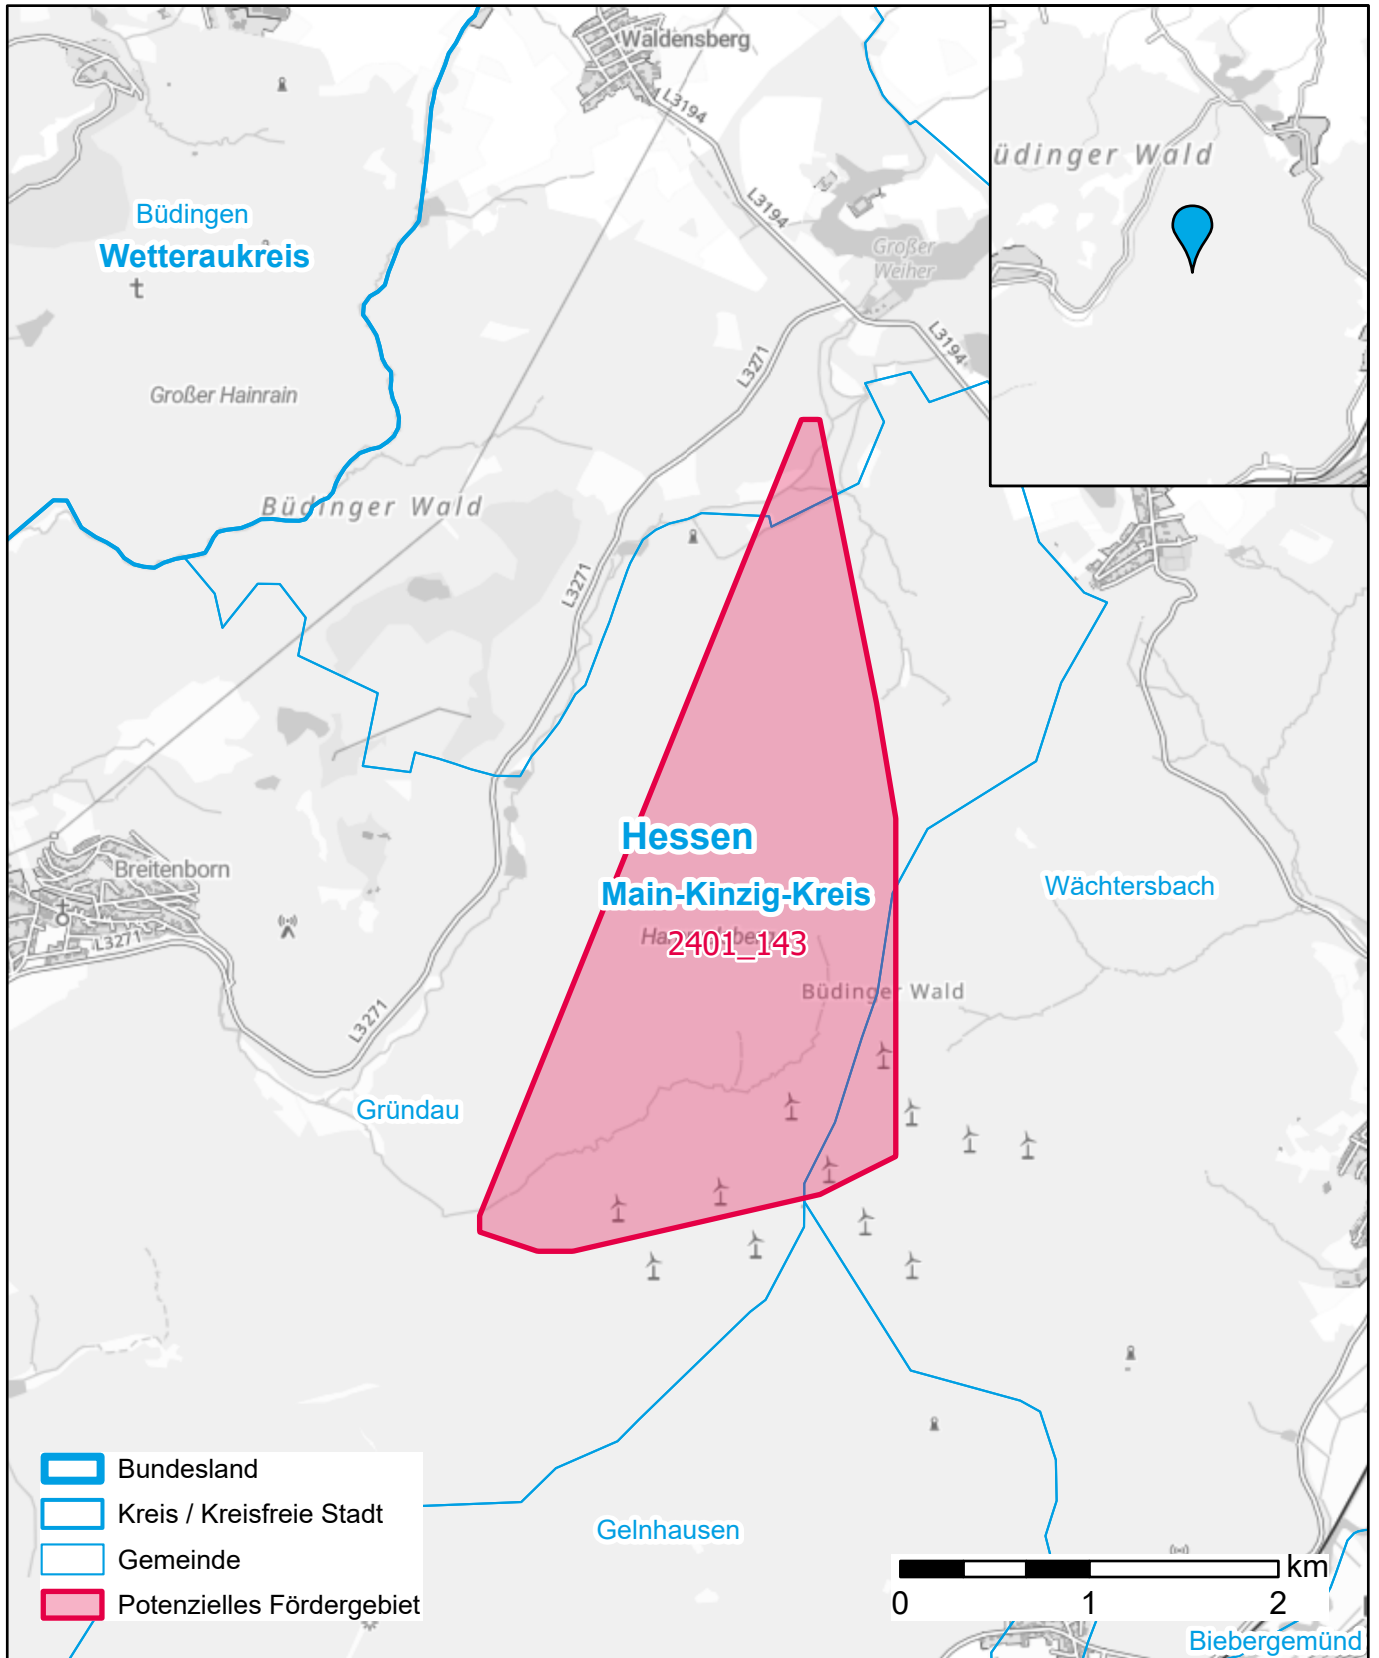 Waldensberg
L3194
Büdingen
Wetteraukreis
L3194
Großer
Weiher
L3194
L3271
Großer Hainrain
Büdinger Wald
L3271
üdinger Wald
Hessen
Main-Kinzig-Kreis
2401_143
Breitenborn
L3271
Wächtersbach
Büdinger Wald
L3271
Gründau
Bundesland
Kreis / Kreisfreie Stadt
Gemeinde
Potenzielles Fördergebiet
Gelnhausen
km
0 1 2
Biebergemünd